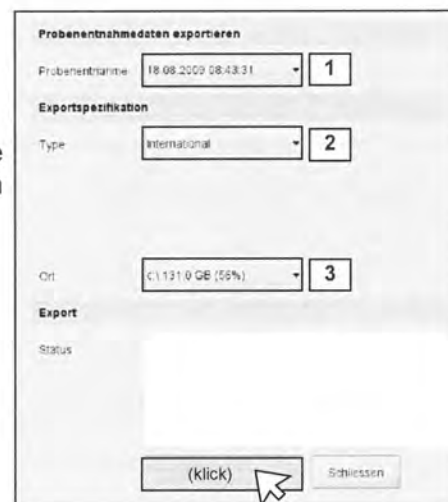 Probenentnahmedaten exportieren
Probenentnahme 18.08.2009 08:43:31 1
Exportspezifikation
Type International 2
Ort c:\ 131.0 GB (56%) 3
Export
Status
(klick) Schliessen